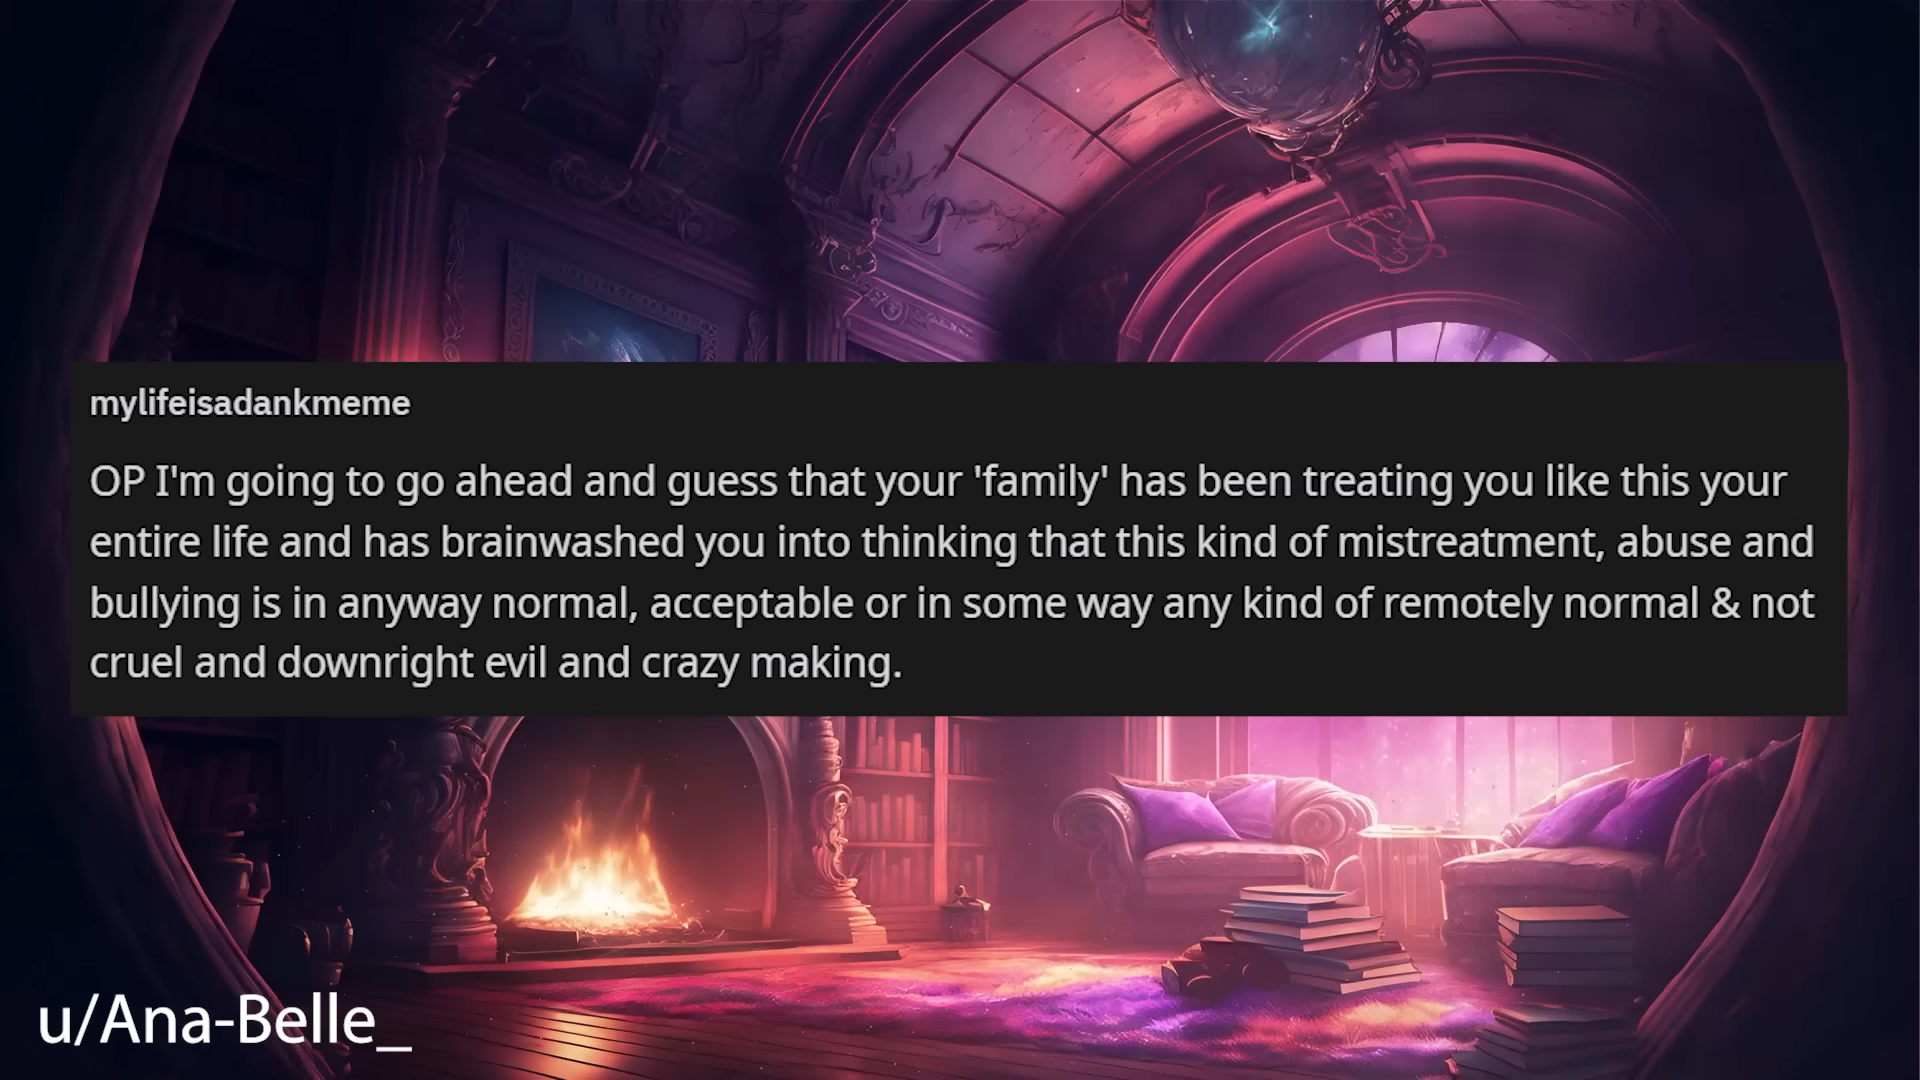 mylifeisadankmeme
OP I'm going to go ahead and guess that your 'family' has been treating you like this your
entire life and has brainwashed you into thinking that this kind of mistreatment, abuse and
bullying is in anyway normal, acceptable or in some way any kind of remotely normal & not
cruel and downright evil and crazy making.
u/Ana-Belle_